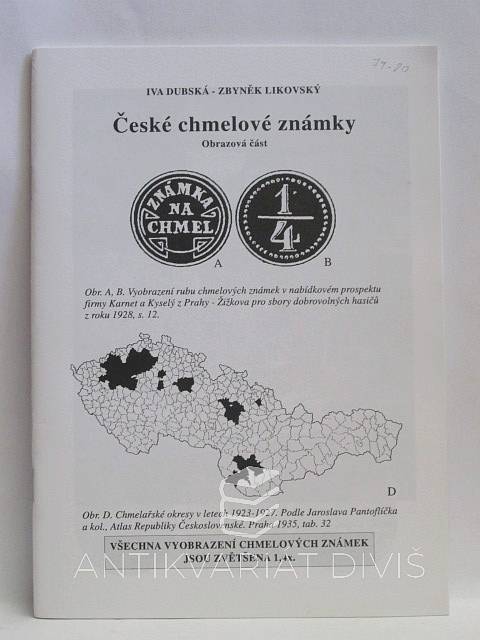 74-80
IVA DUBSKÁ - ZBYNĚK LIKOVSKÝ
České chmelové známky
Obrazová část
ZNÁMKA
NA
CHMEL
1
4
A
B
Obr. A, B. Vyobrazení rubu chmelových známek v nabídkovém prospektu
firmy Karnet a Kyselý z Prahy - Žižkova pro sbory dobrovolných hasičů
z roku 1928, s. 12.
D
Obr. D. Chmelařské okresy v letech 1923-1927. Podle Jaroslava Pantoflíčka
a kol., Atlas Republiky Československé. Praha 1935, tab. 32
VŠECHNA VYOBRAZENÍ CHMELOVÝCH ZNÁMEK
JSOU ZVĚTŠENA 1,4x.
ANTIKVARIÁT DIVIŠ